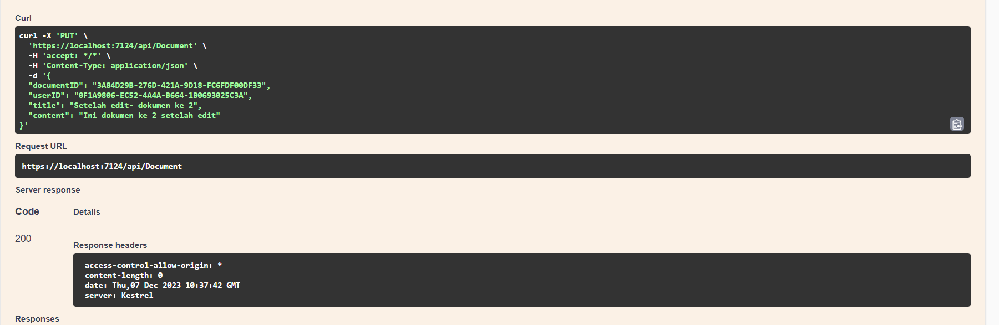 Curl
curl -X 'PUT' \
'https://localhost:7124/api/Document' \
-H 'accept: */*' \
-H 'Content-Type: application/json' \
-d '{
"documentID": "3A84D29B-276D-421A-9D18-FC6FDF00DF33",
"userID": "0F1A9806-EC52-4A4A-B664-1B0693025C3A",
"title": "Setelah edit- dokumen ke 2",
"content": "Ini dokumen ke 2 setelah edit"
}'
Request URL
https://localhost:7124/api/Document
Server response
Code Details
200
Response headers
access-control-allow-origin: *
content-length: 0
date: Thu,07 Dec 2023 10:37:42 GMT
server: Kestrel
Responses